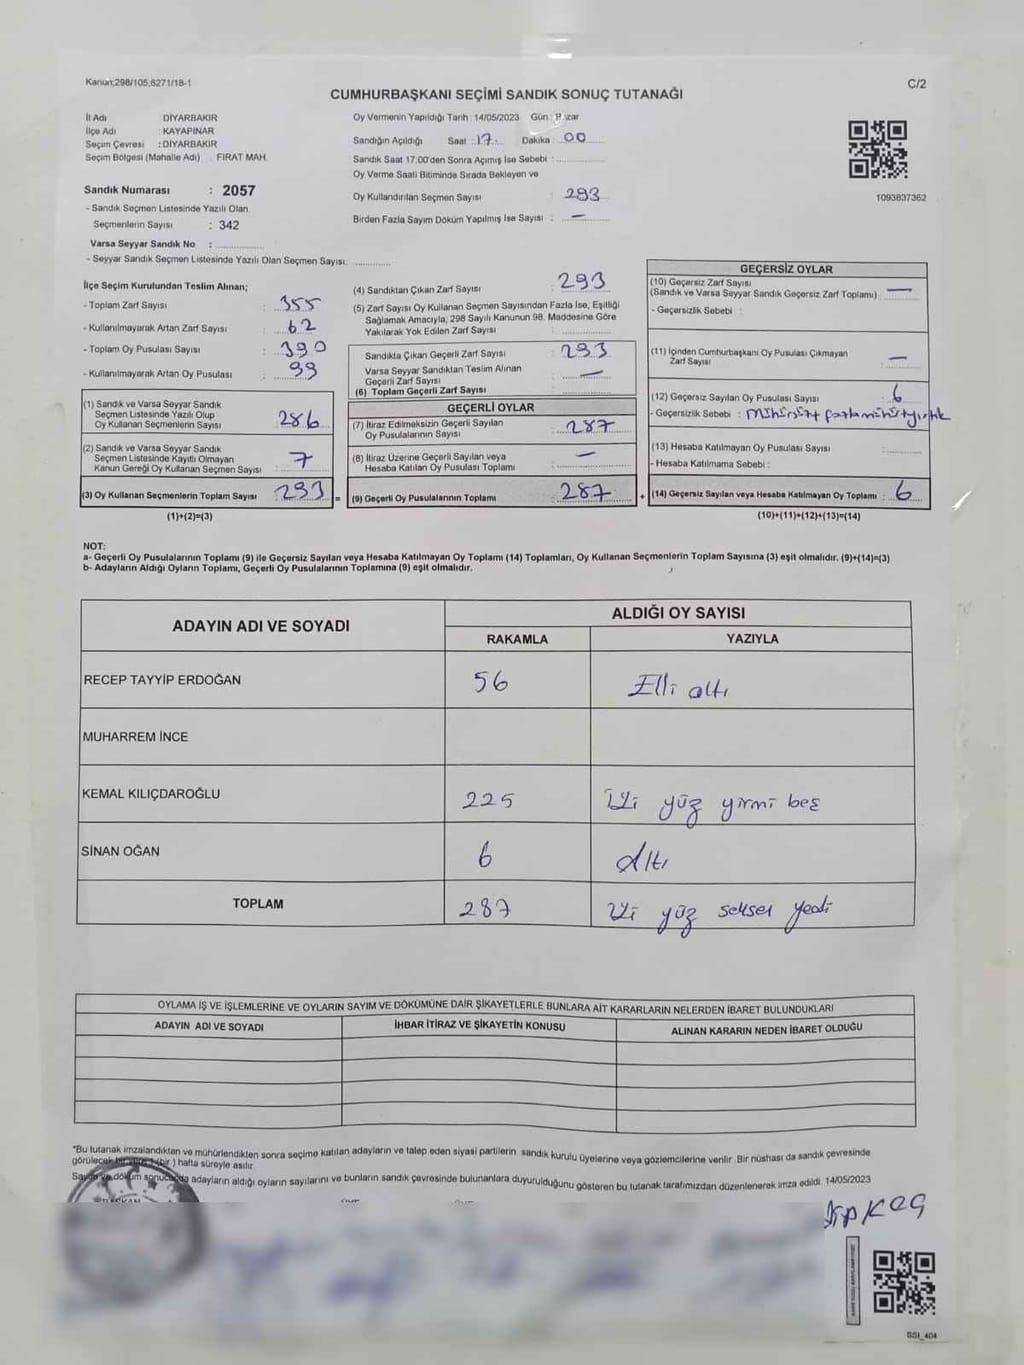 Kanun;298/105,6271/18-1
C/2
CUMHURBAŞKANI SEÇİMİ SANDIK SONUÇ TUTANAĞI
İl Adı DİYARBAKIR
İlçe Adı : KAYAPINAR
Seçim Çevresi : DİYARBAKIR
Seçim Bölgesi (Mahalle Adı) : FIRAT MAH.
Sandık Numarası : 2057
- Sandık Seçmen Listesinde Yazılı Olan
Seçmenlerin Sayısı : 342
Varsa Seyyar Sandık No :
- Seyyar Sandık Seçmen Listesinde Yazılı Olan Seçmen Sayısı:
Oy Vermenin Yapıldığı Tarih : 14/05/2023 Gün : Pazar
Sandığın Açıldığı Saat : 17 Dakika : 00
Sandık Saat 17:00'den Sonra Açımış İse Sebebi :
Oy Verme Saati Bitiminde Sırada Bekleyen ve
Oy Kullandırılan Seçmen Sayısı : 293
Birden Fazla Sayım Döküm Yapılmış İse Sayısı : -
1093837362
İlçe Seçim Kurulundan Teslim Alınan;
- Toplam Zarf Sayısı : 355
- Kullanılmayarak Artan Zarf Sayısı : 62
- Toplam Oy Pusulası Sayısı : 390
- Kullanılmayarak Artan Oy Pusulası : 99
(1) Sandık ve Varsa Seyyar Sandık
Seçmen Listesinde Yazılı Olup
Oy Kullanan Seçmenlerin Sayısı 286
(2) Sandık ve Varsa Seyyar Sandık
Seçmen Listesinde Kayıtlı Olmayan
Kanun Gereği Oy Kullanan Seçmen Sayısı : 7
(3) Oy Kullanan Seçmenlerin Toplam Sayısı : 293 =
(1)+(2)=(3)
(4) Sandıktan Çıkan Zarf Sayısı : 293
(5) Zarf Sayısı Oy Kullanan Seçmen Sayısından Fazla İse, Eşitliği
Sağlamak Amacıyla, 298 Sayılı Kanunun 98. Maddesine Göre
Yakılarak Yok Edilen Zarf Sayısı :
Sandıkla Çıkan Geçerli Zarf Sayısı : 293
Varsa Seyyar Sandıktan Teslim Alınan
Geçerli Zarf Sayısı : -
(6) Toplam Geçerli Zarf Sayısı :
GEÇERLİ OYLAR
(7) İtiraz Edilmeksizin Geçerli Sayılan
Oy Pusulalarının Sayısı : 287
(8) İtiraz Üzerine Geçerli Sayılan veya
Hesaba Katılan Oy Pusulası Toplamı : -
(9) Geçerli Oy Pusulalarının Toplamı : 287 +
GEÇERSİZ OYLAR
(10) Geçersiz Zarf Sayısı
(Sandık ve Varsa Seyyar Sandık Geçersiz Zarf Toplamı) : -
- Geçersizlik Sebebi :
(11) İçinden Cumhurbaşkanı Oy Pusulası Çıkmayan
Zarf Sayısı : -
(12) Geçersiz Sayılan Oy Pusulası Sayısı : 6
- Geçersizlik Sebebi :
(13) Hesaba Katılmayan Oy Pusulası Sayısı :
- Hesaba Katılmama Sebebi :
(14) Geçersiz Sayılan veya Hesaba Katılmayan Oy Toplamı : 6
(10)+(11)+(12)+(13)=(14)
NOT:
a- Geçerli Oy Pusulalarının Toplamı (9) ile Geçersiz Sayılan veya Hesaba Katılmayan Oy Toplamı (14) Toplamları, Oy Kullanan Seçmenlerin Toplam Sayısına (3) eşit olmalıdır. (9)+(14)=(3)
b- Adayların Aldığı Oyların Toplamı, Geçerli Oy Pusulalarının Toplamına (9) eşit olmalıdır.
ADAYIN ADI VE SOYADI
ALDIĞI OY SAYISI
RAKAMLA YAZIYLA
RECEP TAYYİP ERDOĞAN 56 Elli altı
MUHARREM İNCE
KEMAL KILIÇDAROĞLU 225 İki yüz yirmi beş
SİNAN OĞAN 6 Altı
TOPLAM 287 İki yüz seksen yedi
OYLAMA İŞ VE İŞLEMLERİNE VE OYLARIN SAYIM VE DÖKÜMÜNE DAİR ŞİKAYETLERLE BUNLARA AİT KARARLARIN NELERDEN İBARET BULUNDUKLARI
ADAYIN ADI VE SOYADI
İHBAR İTİRAZ VE ŞİKAYETİN KONUSU
ALINAN KARARIN NEDEN İBARET OLDUĞU
*Bu tutanak imzalandıktan ve mühürlendikten sonra seçime katılan adayların ve talep eden siyasi partilerin sandık kurulu üyelerine veya gözlemcilerine verilir .Bir nüshası da sandık çevresinde
görülecek bir yere 1 (bir ) hafta süreyle asılır.
Sayım ve döküm sonucunda adayların aldığı oyların sayılarını ve bunların sandık çevresinde bulunanlara duyurulduğunu gösteren bu tutanak tarafımızdan düzenlenerek imza edildi. 14/05/2023
BAŞKAN
SSI_404